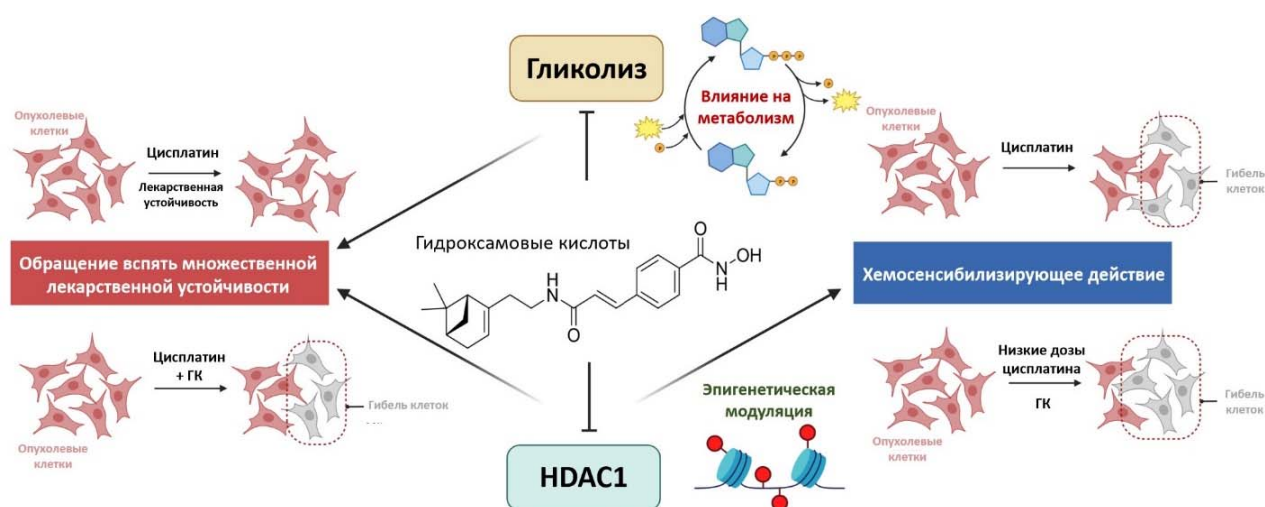 Гликолиз
Влияние на
метаболизм
Опухолевые
клетки
Цисплатин
Лекарственная
устойчивость
Опухолевые
клетки
Цисплатин
Гибель
клеток
Обращение вспять множественной
лекарственной устойчивости
Гидроксамовые кислоты
O
N
H
OH
H
N
O
Хемосенсибилизирующее действие
Цисплатин
+ ГК
Гибель клеток
Опухолевые
клетки
Эпигенетическая
модуляция
HDAC1
Низкие дозы
цисплатина
ГК
Гибель
клеток
Опухолевые
клетки